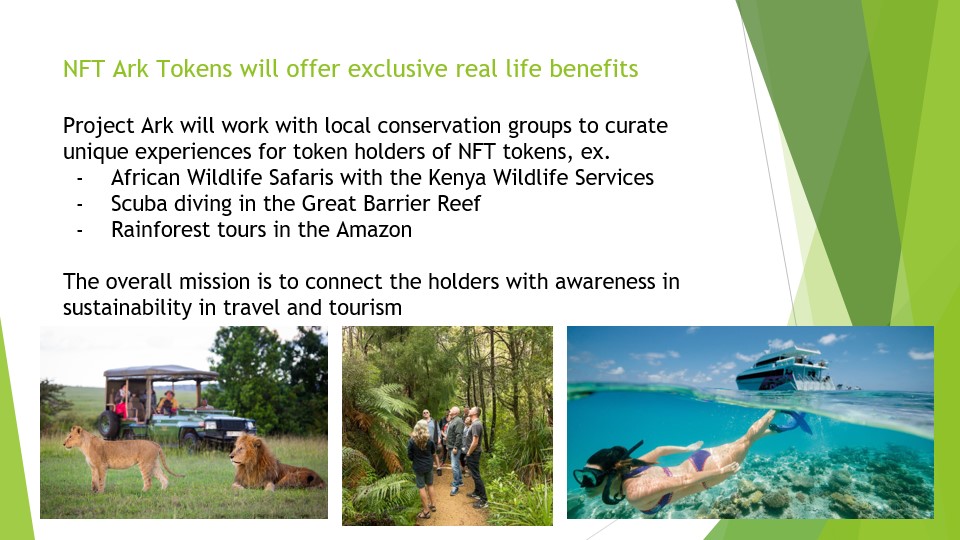 NFT Ark Tokens will offer exclusive real life benefits
Project Ark will work with local conservation groups to curate
unique experiences for token holders of NFT tokens, ex.
- African Wildlife Safaris with the Kenya Wildlife Services
- Scuba diving in the Great Barrier Reef
- Rainforest tours in the Amazon
The overall mission is to connect the holders with awareness in
sustainability in travel and tourism